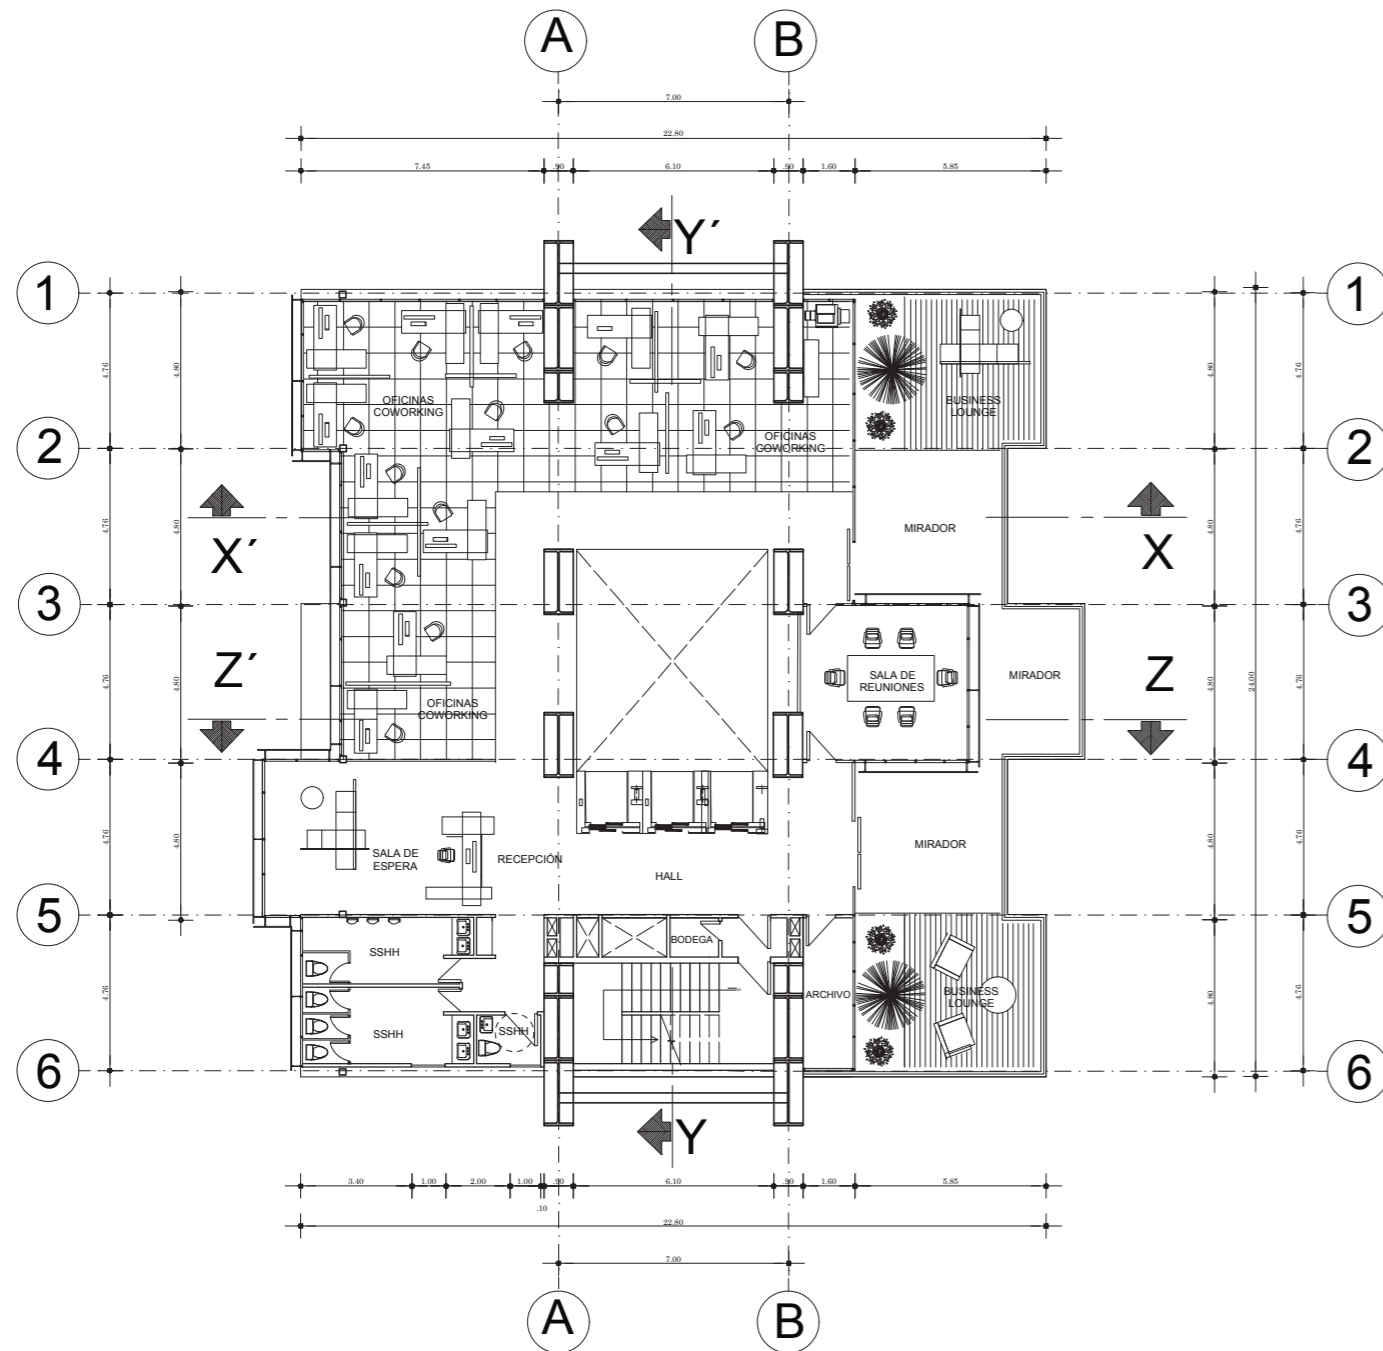 A
B
7.00
22.80
7.45
.90
6.10
.90
1.60
5.85
Y´
1
1
4.76
4.80
4.80
4.76
OFICINAS
COWORKING
BUSINESS
LOUNGE
OFICINAS
COWORKING
2
2
4.76
4.80
MIRADOR
4.80
4.76
X´
X
3
3
4.76
4.80
Z´
SALA DE
REUNIONES
MIRADOR
Z
4.80
24.00
4.76
OFICINAS
COWORKING
4
4
4.76
4.80
SALA DE
ESPERA
RECEPCIÓN
HALL
MIRADOR
4.80
4.76
5
5
SSHH
BODEGA
4.76
ARCHIVO
BUSINESS
LOUNGE
4.80
4.76
SSHH
SSHH
6
6
Y
3.40
1.00
2.00
1.00
.10
.90
6.10
.90
1.60
5.85
22.80
7.00
A
B